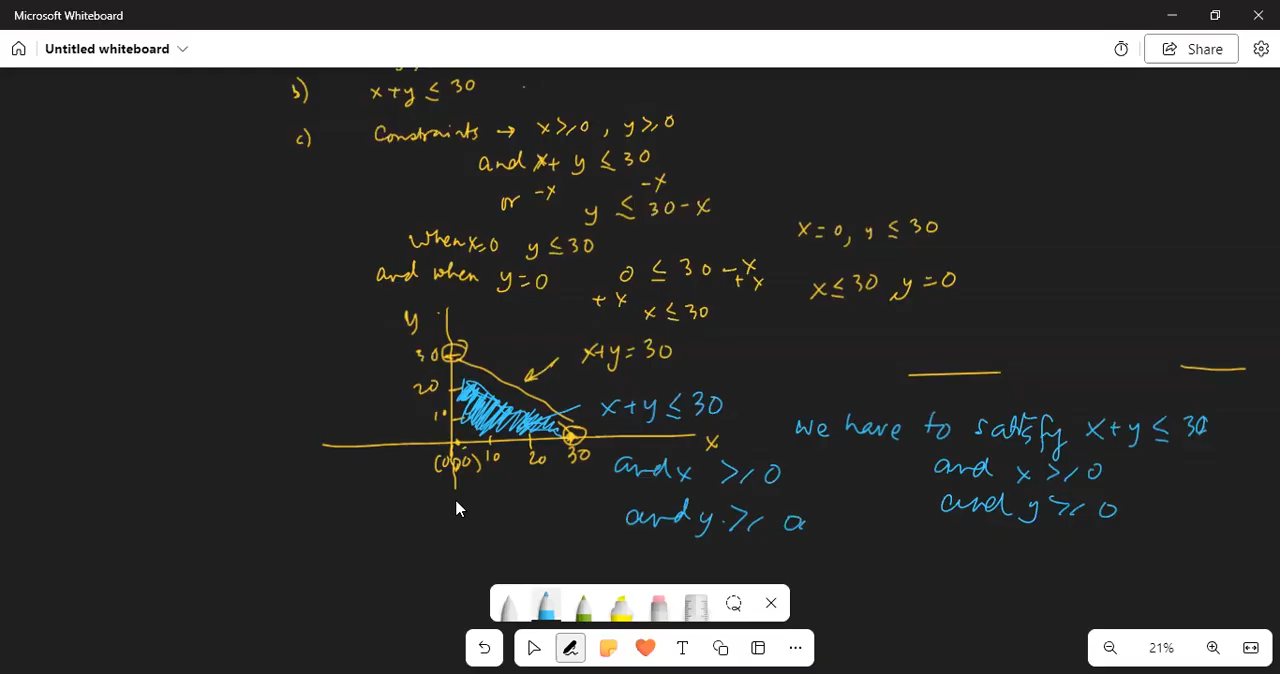 Microsoft Whiteboard
Untitled whiteboard
Share
b) x+y ≤ 30
c) Constraints → x ≥ 0 , y ≥ 0
and x+ y ≤ 30
-x -x
or y ≤ 30-x
when x=0 y ≤ 30
and when y=0 0 ≤ 30 -x
+x +x
x ≤ 30
x=0, y ≤ 30
x ≤ 30, y=0
y
30
20
10
x+y = 30
x+y ≤ 30
(0,0) 10 20 30 x
and x ≥ 0
and y ≥ 0
we have to satisfy x+y ≤ 30
and x ≥ 0
and y ≥ 0
21%